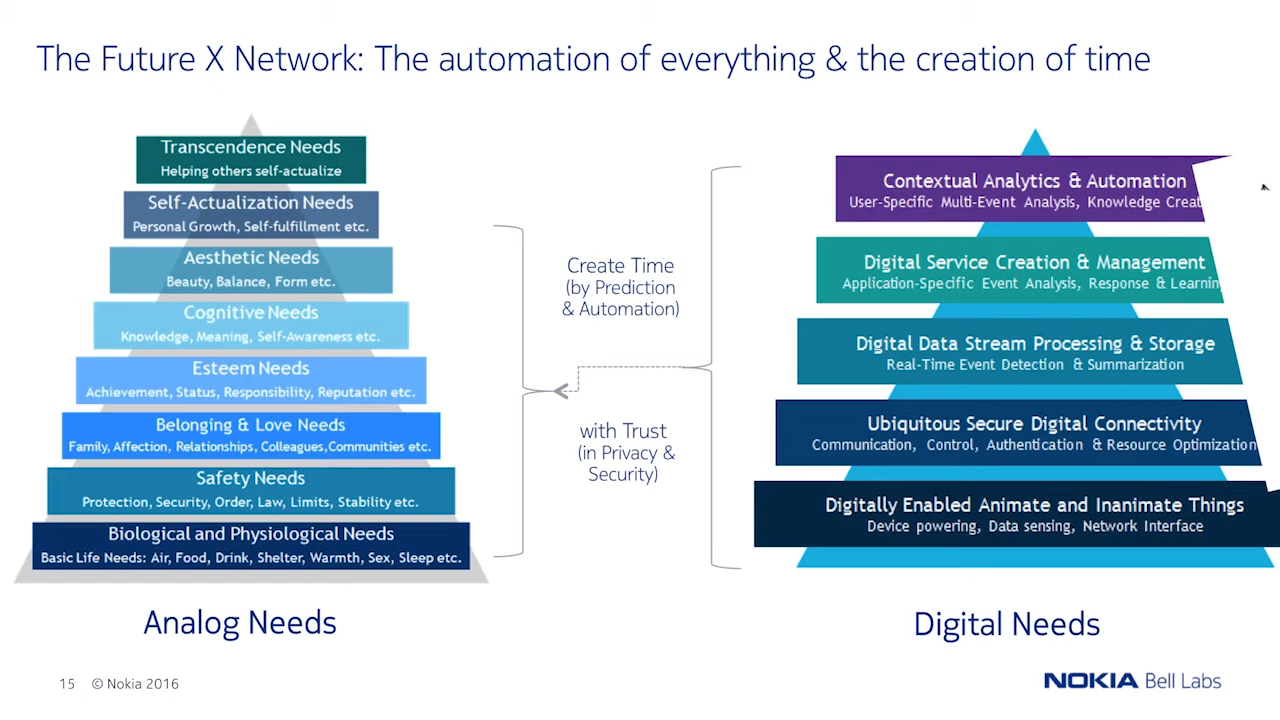 The Future X Network: The automation of everything & the creation of time
Transcendence Needs
Helping others self-actualize
Self-Actualization Needs
Personal Growth, Self-fulfillment etc.
Aesthetic Needs
Beauty, Balance, Form etc.
Cognitive Needs
Knowledge, Meaning, Self-Awareness etc.
Esteem Needs
Achievement, Status, Responsibility, Reputation etc.
Belonging & Love Needs
Family, Affection, Relationships, Colleagues,Communities etc.
Safety Needs
Protection, Security, Order, Law, Limits, Stability etc.
Biological and Physiological Needs
Basic Life Needs: Air, Food, Drink, Shelter, Warmth, Sex, Sleep etc.
Analog Needs
Create Time
(by Prediction
& Automation)
with Trust
(in Privacy &
Security)
Contextual Analytics & Automation
User-Specific Multi-Event Analysis, Knowledge
Digital Service Creation & Management
Application-Specific Event Analysis, Response &
Digital Data Stream Processing & Storage
Real-Time Event Detection & Summarization
Ubiquitous Secure Digital Connectivity
Communication, Control, Authentication & Resource Optimization
Digitally Enabled Animate and Inanimate Things
Device powering, Data sensing, Network Interface
Digital Needs
15 © Nokia 2016
NOKIA Bell Labs